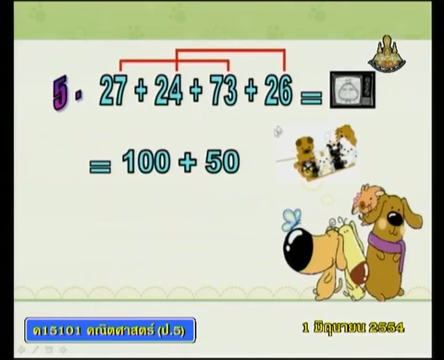 5. 27 + 24 + 73 + 26 =
= 100 + 50
ค15101 คณิตศาสตร์ (ป.5)
1 มิถุนายน 2554